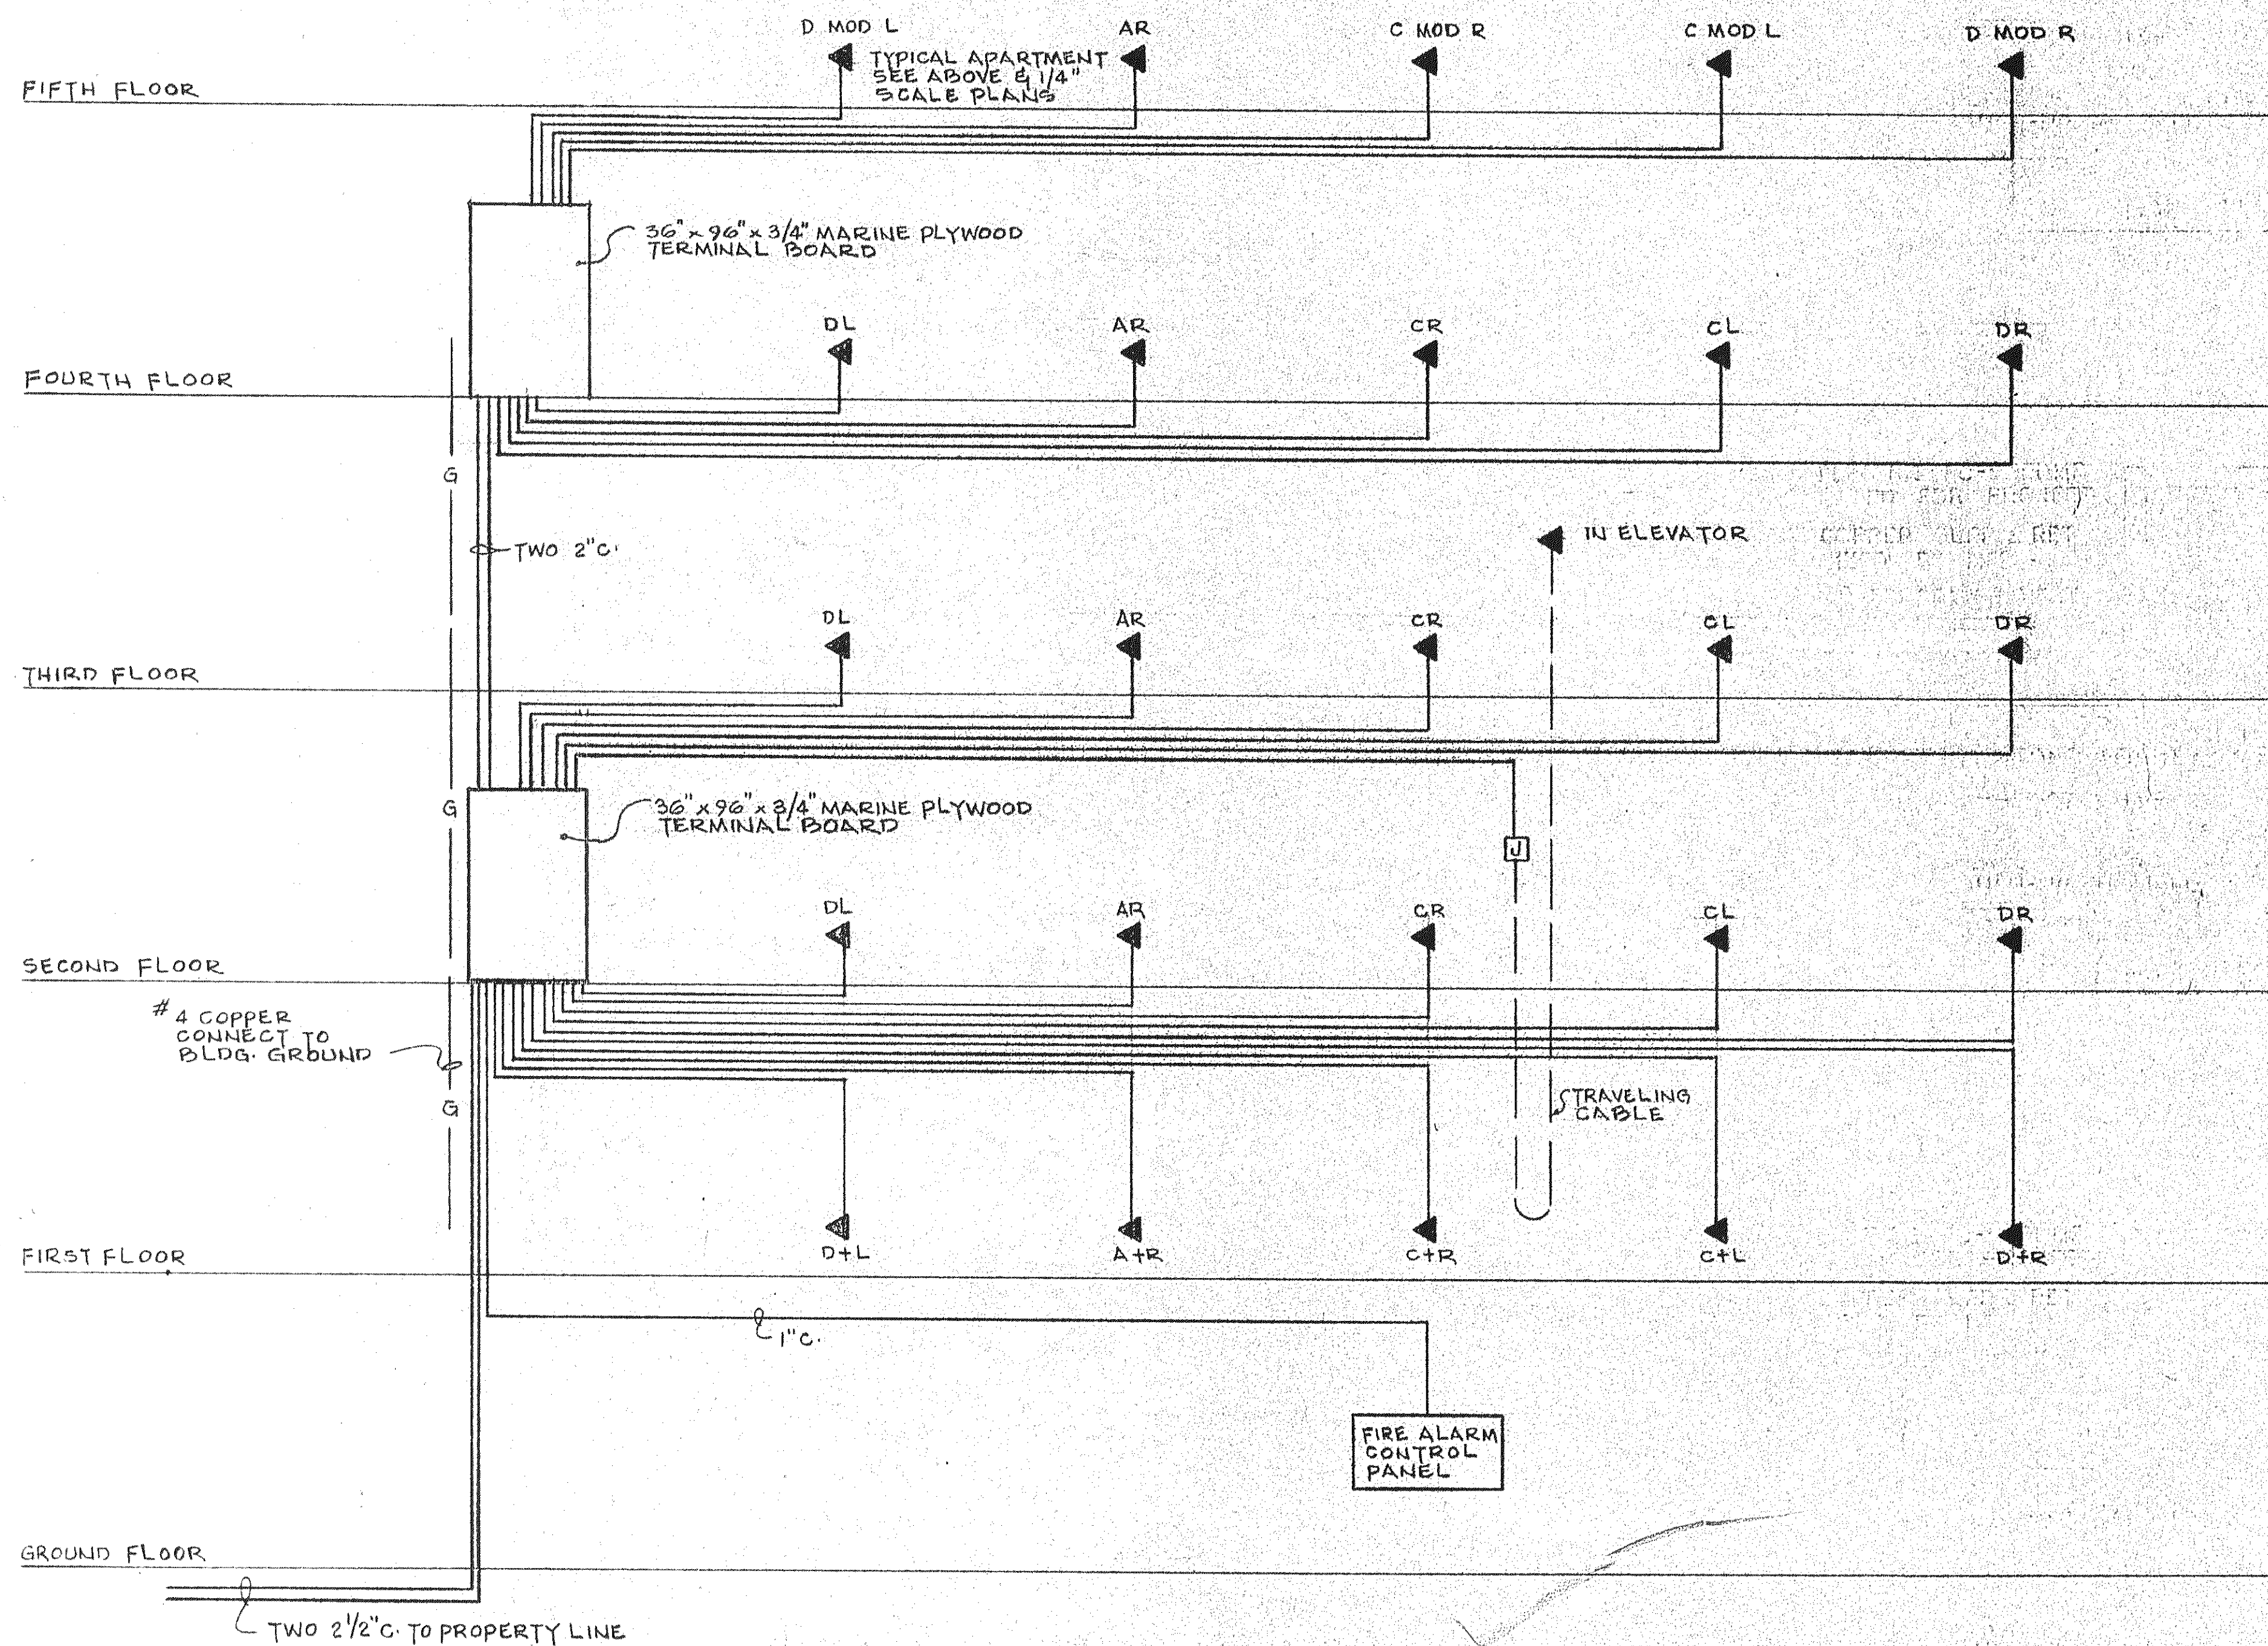 D MOD L
AR
C MOD R
C MOD L
D MOD R
TYPICAL APARTMENT
SEE ABOVE & 1/4"
SCALE PLANS
FIFTH FLOOR
36" x 96" x 3/4" MARINE PLYWOOD
TERMINAL BOARD
DL
AR
CR
CL
DR
FOURTH FLOOR
G
TWO 2"C.
IN ELEVATOR
DL
AR
CR
CL
DR
THIRD FLOOR
G
36" x 96" x 3/4" MARINE PLYWOOD
TERMINAL BOARD
J
DL
AR
CR
CL
DR
SECOND FLOOR
#4 COPPER
CONNECT TO
BLDG. GROUND
G
TRAVELING
CABLE
FIRST FLOOR
D+L
A+R
C+R
C+L
D+R
1"C.
FIRE ALARM
CONTROL
PANEL
GROUND FLOOR
TWO 2 1/2"C. TO PROPERTY LINE